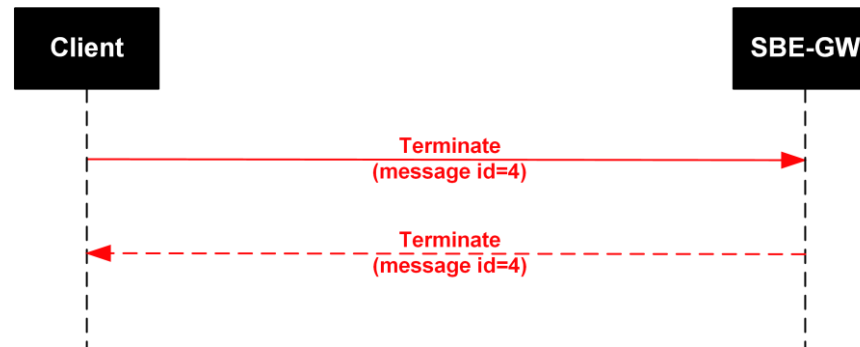 Client
SBE-GW
Terminate
(message id=4)
Terminate
(message id=4)